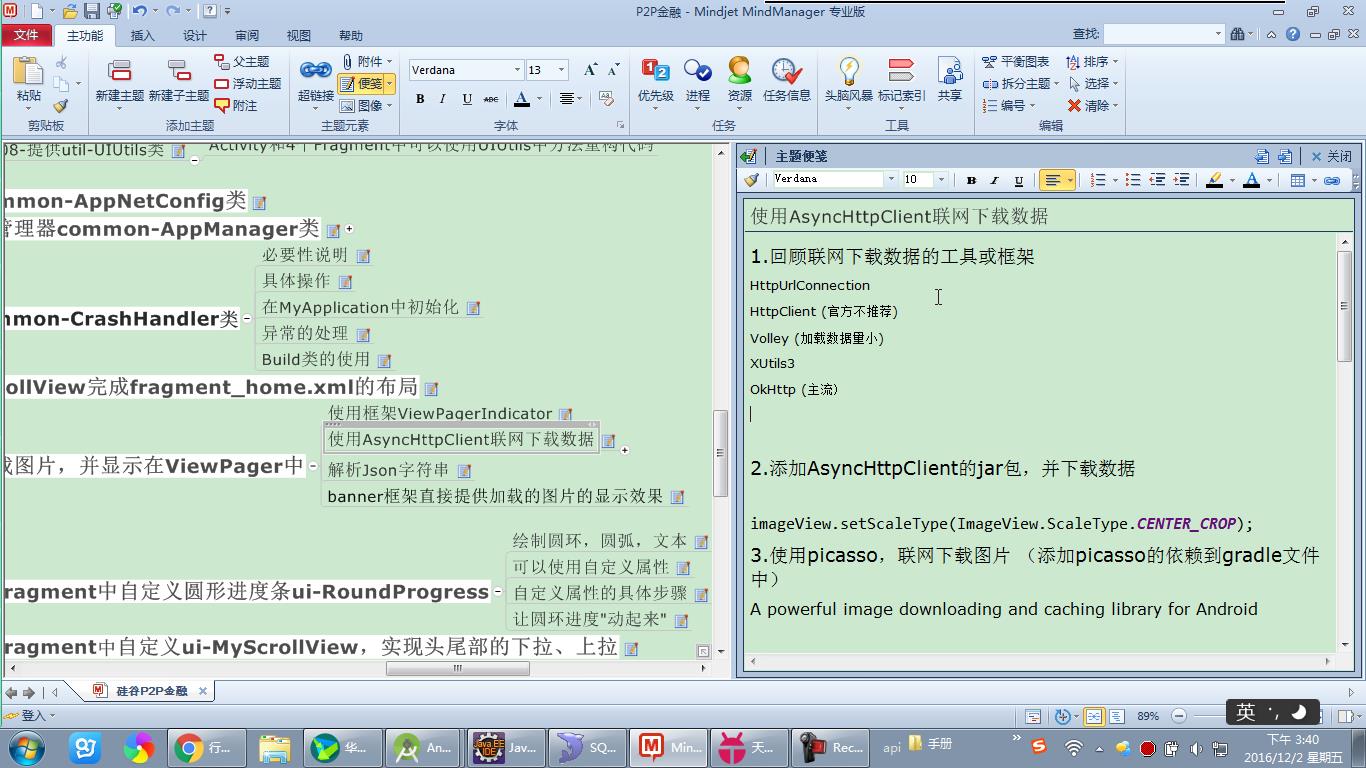 P2P金融 - Mindjet MindManager 专业版
文件 主功能 插入 设计 审阅 视图 帮助 查找:
粘贴 新建主题 新建子主题 父主题 浮动主题 附注 超链接 附件 便笺 图像 Verdana 13 B I U ABC A 优先级 进程 资源 任务信息 头脑风暴 标记索引 共享 平衡图表 拆分主题 编号 排序 选择 清除
剪贴板 添加主题 主题元素 字体 任务 工具 编辑
08-提供util-UIUtils类
Activity和4个Fragment中可以使用UIUtils中方法重构代码
mmon-AppNetConfig类
管理器common-AppManager类
必要性说明
具体操作
在MyApplication中初始化
mmon-CrashHandler类
异常的处理
Build类的使用
ollView完成fragment_home.xml的布局
使用框架ViewPagerIndicator
使用AsyncHttpClient联网下载数据
载图片，并显示在ViewPager中
解析Json字符串
banner框架直接提供加载的图片的显示效果
绘制圆环，圆弧，文本
可以使用自定义属性
ragment中自定义圆形进度条ui-RoundProgress
自定义属性的具体步骤
让圆环进度"动起来"
ragment中自定义ui-MyScrollView，实现头尾部的下拉、上拉
主题便笺 关闭
Verdana 10 B I U A
使用AsyncHttpClient联网下载数据
1.回顾联网下载数据的工具或框架
HttpUrlConnection
HttpClient (官方不推荐)
Volley (加载数据量小)
XUtils3
OkHttp (主流)
2.添加AsyncHttpClient的jar包，并下载数据
imageView.setScaleType(ImageView.ScaleType.CENTER_CROP);
3.使用picasso，联网下载图片 （添加picasso的依赖到gradle文件
中）
A powerful image downloading and caching library for Android
硅谷P2P金融
登入 89% 英
行... 华... An... Java EE IDE Jav... SQ... Min... 天... Rec... api 手册
下午 3:40
2016/12/2 星期五